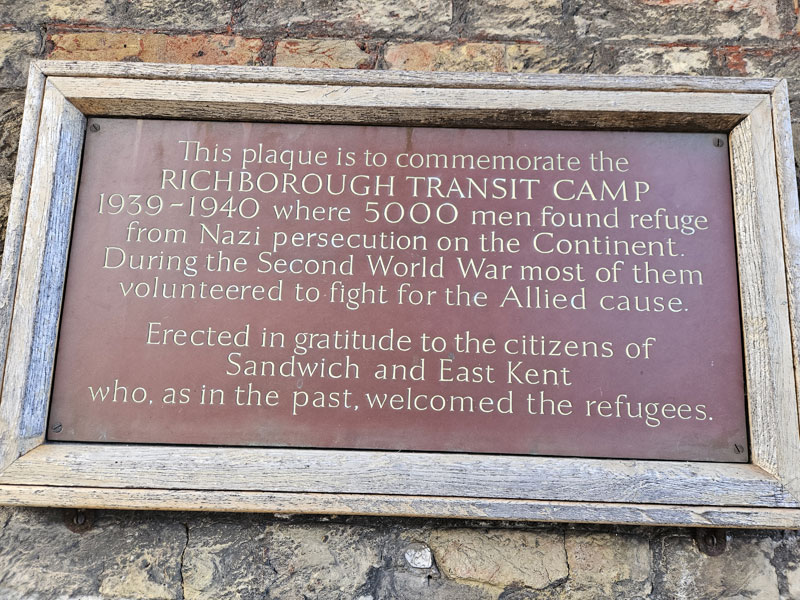 This plaque is to commemorate the
RICHBOROUGH TRANSIT CAMP
1939-1940 where 5000 men found refuge
from Nazi persecution on the Continent.
During the Second World War most of them
volunteered to fight for the Allied cause.
Erected in gratitude to the citizens of
Sandwich and East Kent
who, as in the past, welcomed the refugees.